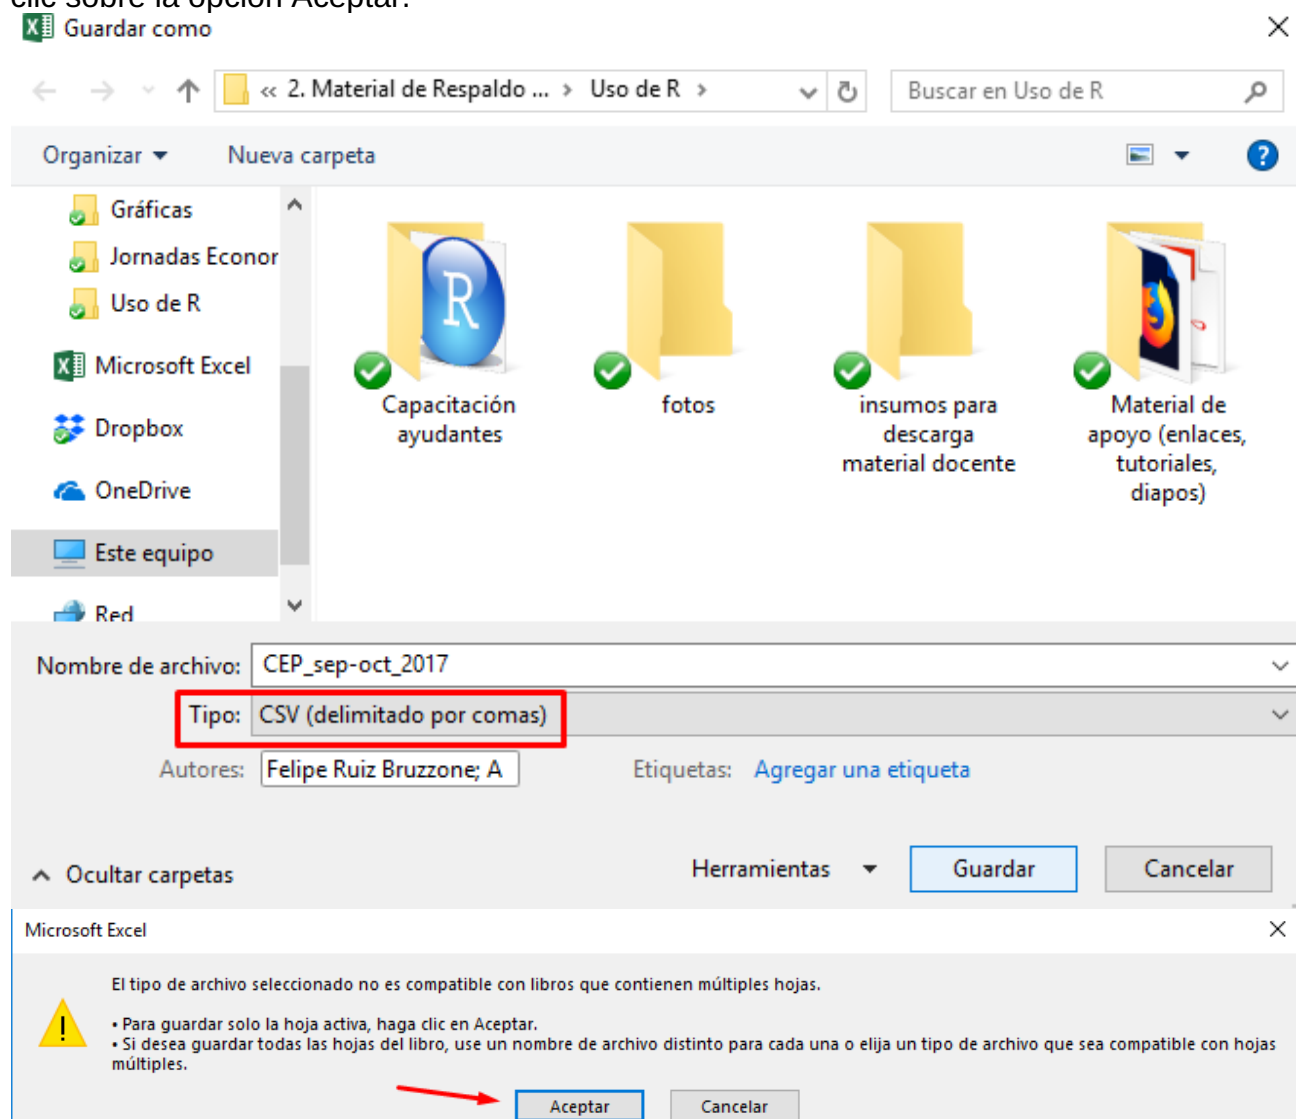 clic sobre la opción Aceptar.
Guardar como
« 2. Material de Respaldo ... › Uso de R ›
Buscar en Uso de R
Organizar
Nueva carpeta
Gráficas
Jornadas Econor
Uso de R
Microsoft Excel
Dropbox
OneDrive
Este equipo
Red
Capacitación
ayudantes
fotos
insumos para
descarga
material docente
Material de
apoyo (enlaces,
tutoriales,
diapos)
Nombre de archivo: CEP_sep-oct_2017
Tipo: CSV (delimitado por comas)
Autores: Felipe Ruiz Bruzzone; A
Etiquetas: Agregar una etiqueta
Ocultar carpetas
Herramientas
Guardar
Cancelar
Microsoft Excel
El tipo de archivo seleccionado no es compatible con libros que contienen múltiples hojas.
• Para guardar solo la hoja activa, haga clic en Aceptar.
• Si desea guardar todas las hojas del libro, use un nombre de archivo distinto para cada una o elija un tipo de archivo que sea compatible con hojas
múltiples.
Aceptar
Cancelar